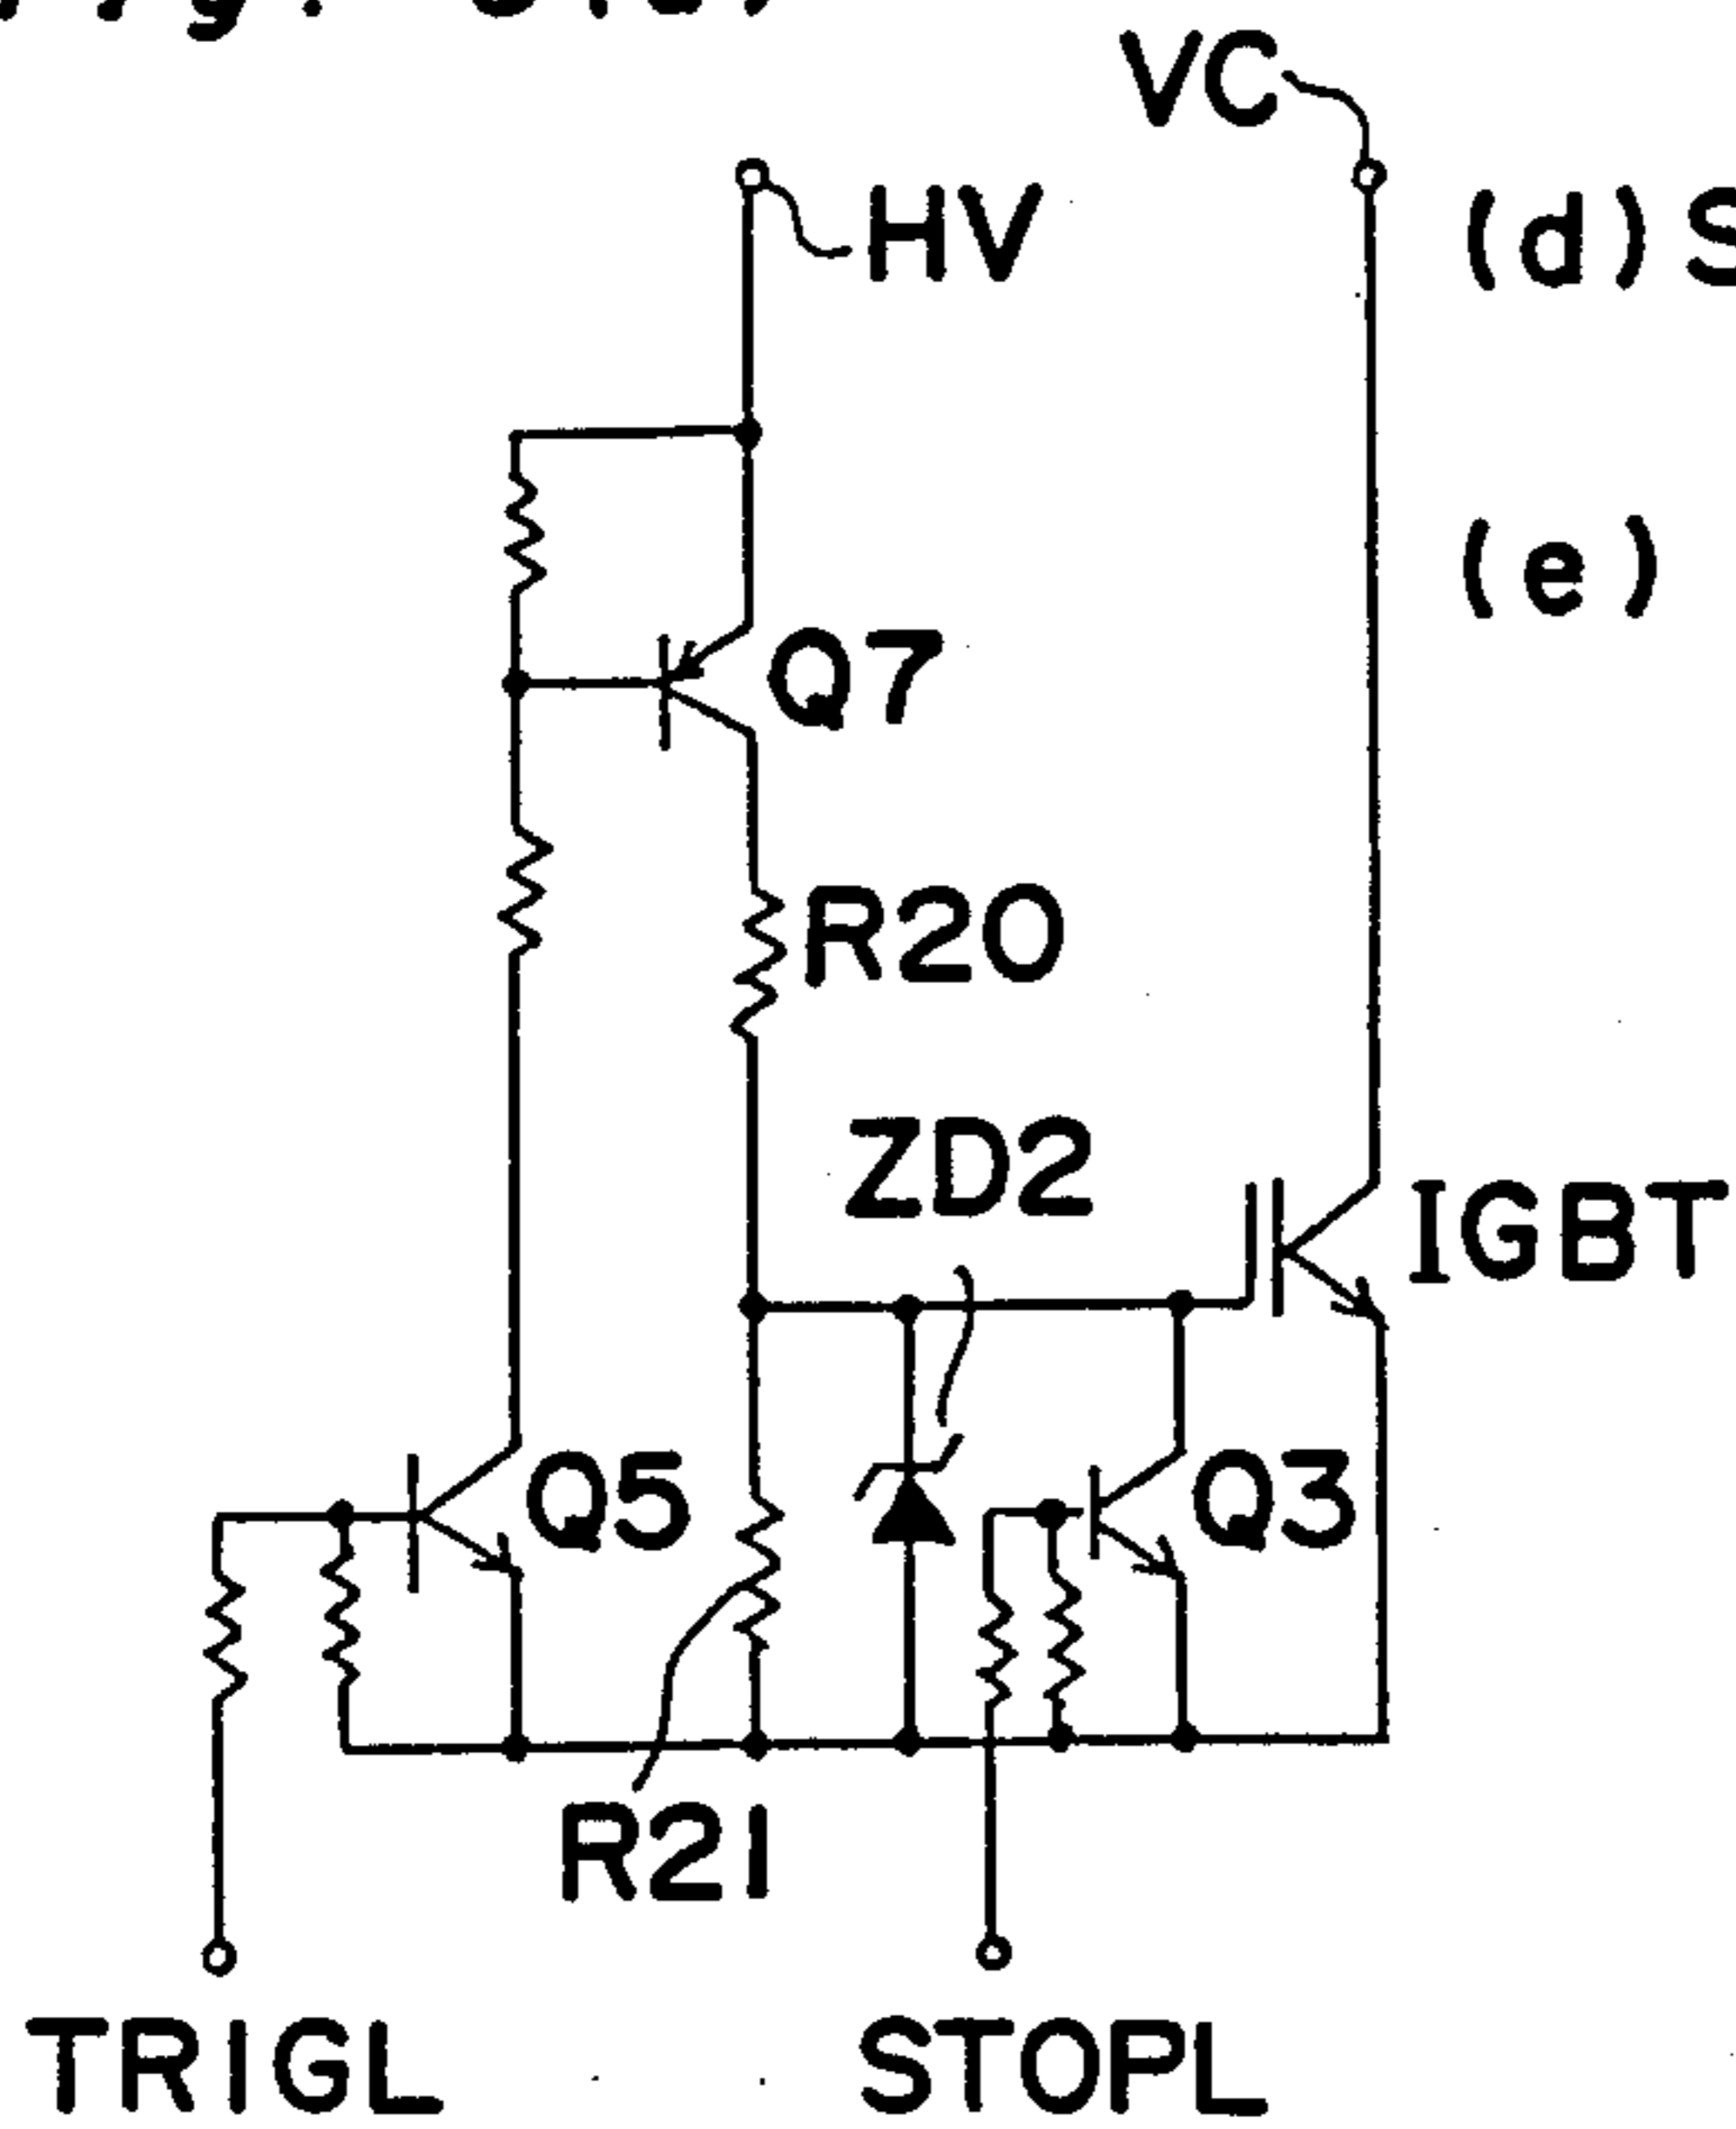 VC
HV
(d) S
(e)
Q7
R20
ZD2
IGBT
Q5
Q3
R21
TRIGL
STOPL